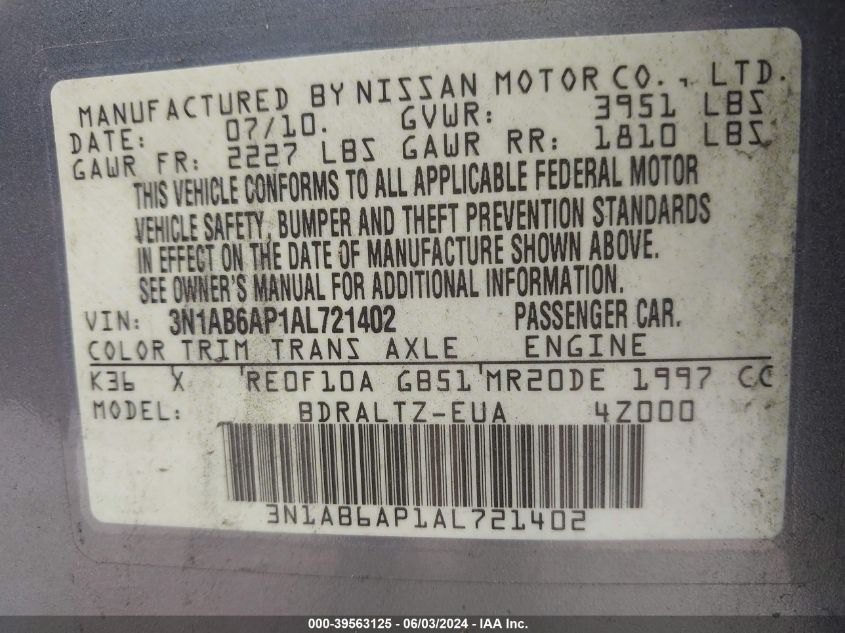 MANUFACTURED BY NISSAN MOTOR CO., LTD.
DATE: 07/10. GVWR: 3951 LBS
GAWR FR: 2227 LBS GAWR RR: 1810 LBS
THIS VEHICLE CONFORMS TO ALL APPLICABLE FEDERAL MOTOR
VEHICLE SAFETY, BUMPER AND THEFT PREVENTION STANDARDS
IN EFFECT ON THE DATE OF MANUFACTURE SHOWN ABOVE.
SEE OWNER'S MANUAL FOR ADDITIONAL INFORMATION.
VIN: 3N1AB6AP1AL721402 PASSENGER CAR.
COLOR TRIM TRANS AXLE ENGINE
K36 X RE0F10A GB51 MR20DE 1997 CC
MODEL: BDRALTZ-EUA 4Z000
3N1AB6AP1AL721402
000-39563125 - 06/03/2024 - IAA Inc.